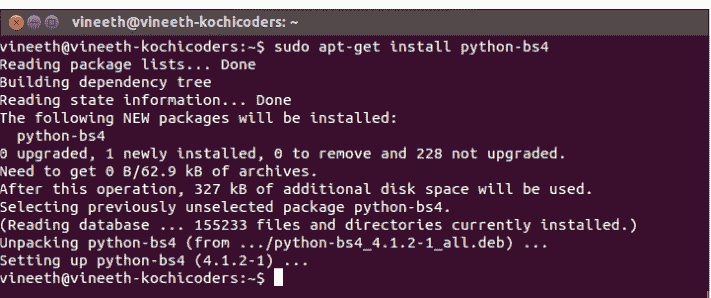 vineeth@vineeth-kochicoders: ~
vineeth@vineeth-kochicoders:~$ sudo apt-get install python-bs4
Reading package lists... Done
Building dependency tree
Reading state information... Done
The following NEW packages will be installed:
  python-bs4
0 upgraded, 1 newly installed, 0 to remove and 228 not upgraded.
Need to get 0 B/62.9 kB of archives.
After this operation, 327 kB of additional disk space will be used.
Selecting previously unselected package python-bs4.
(Reading database ... 155233 files and directories currently installed.)
Unpacking python-bs4 (from .../python-bs4_4.1.2-1_all.deb) ...
Setting up python-bs4 (4.1.2-1) ...
vineeth@vineeth-kochicoders:~$